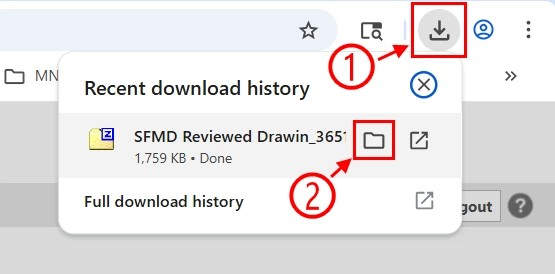 1
MN
Recent download history
SFMD Reviewed Drawin_3651
1,759 KB • Done
2
Full download history
gout